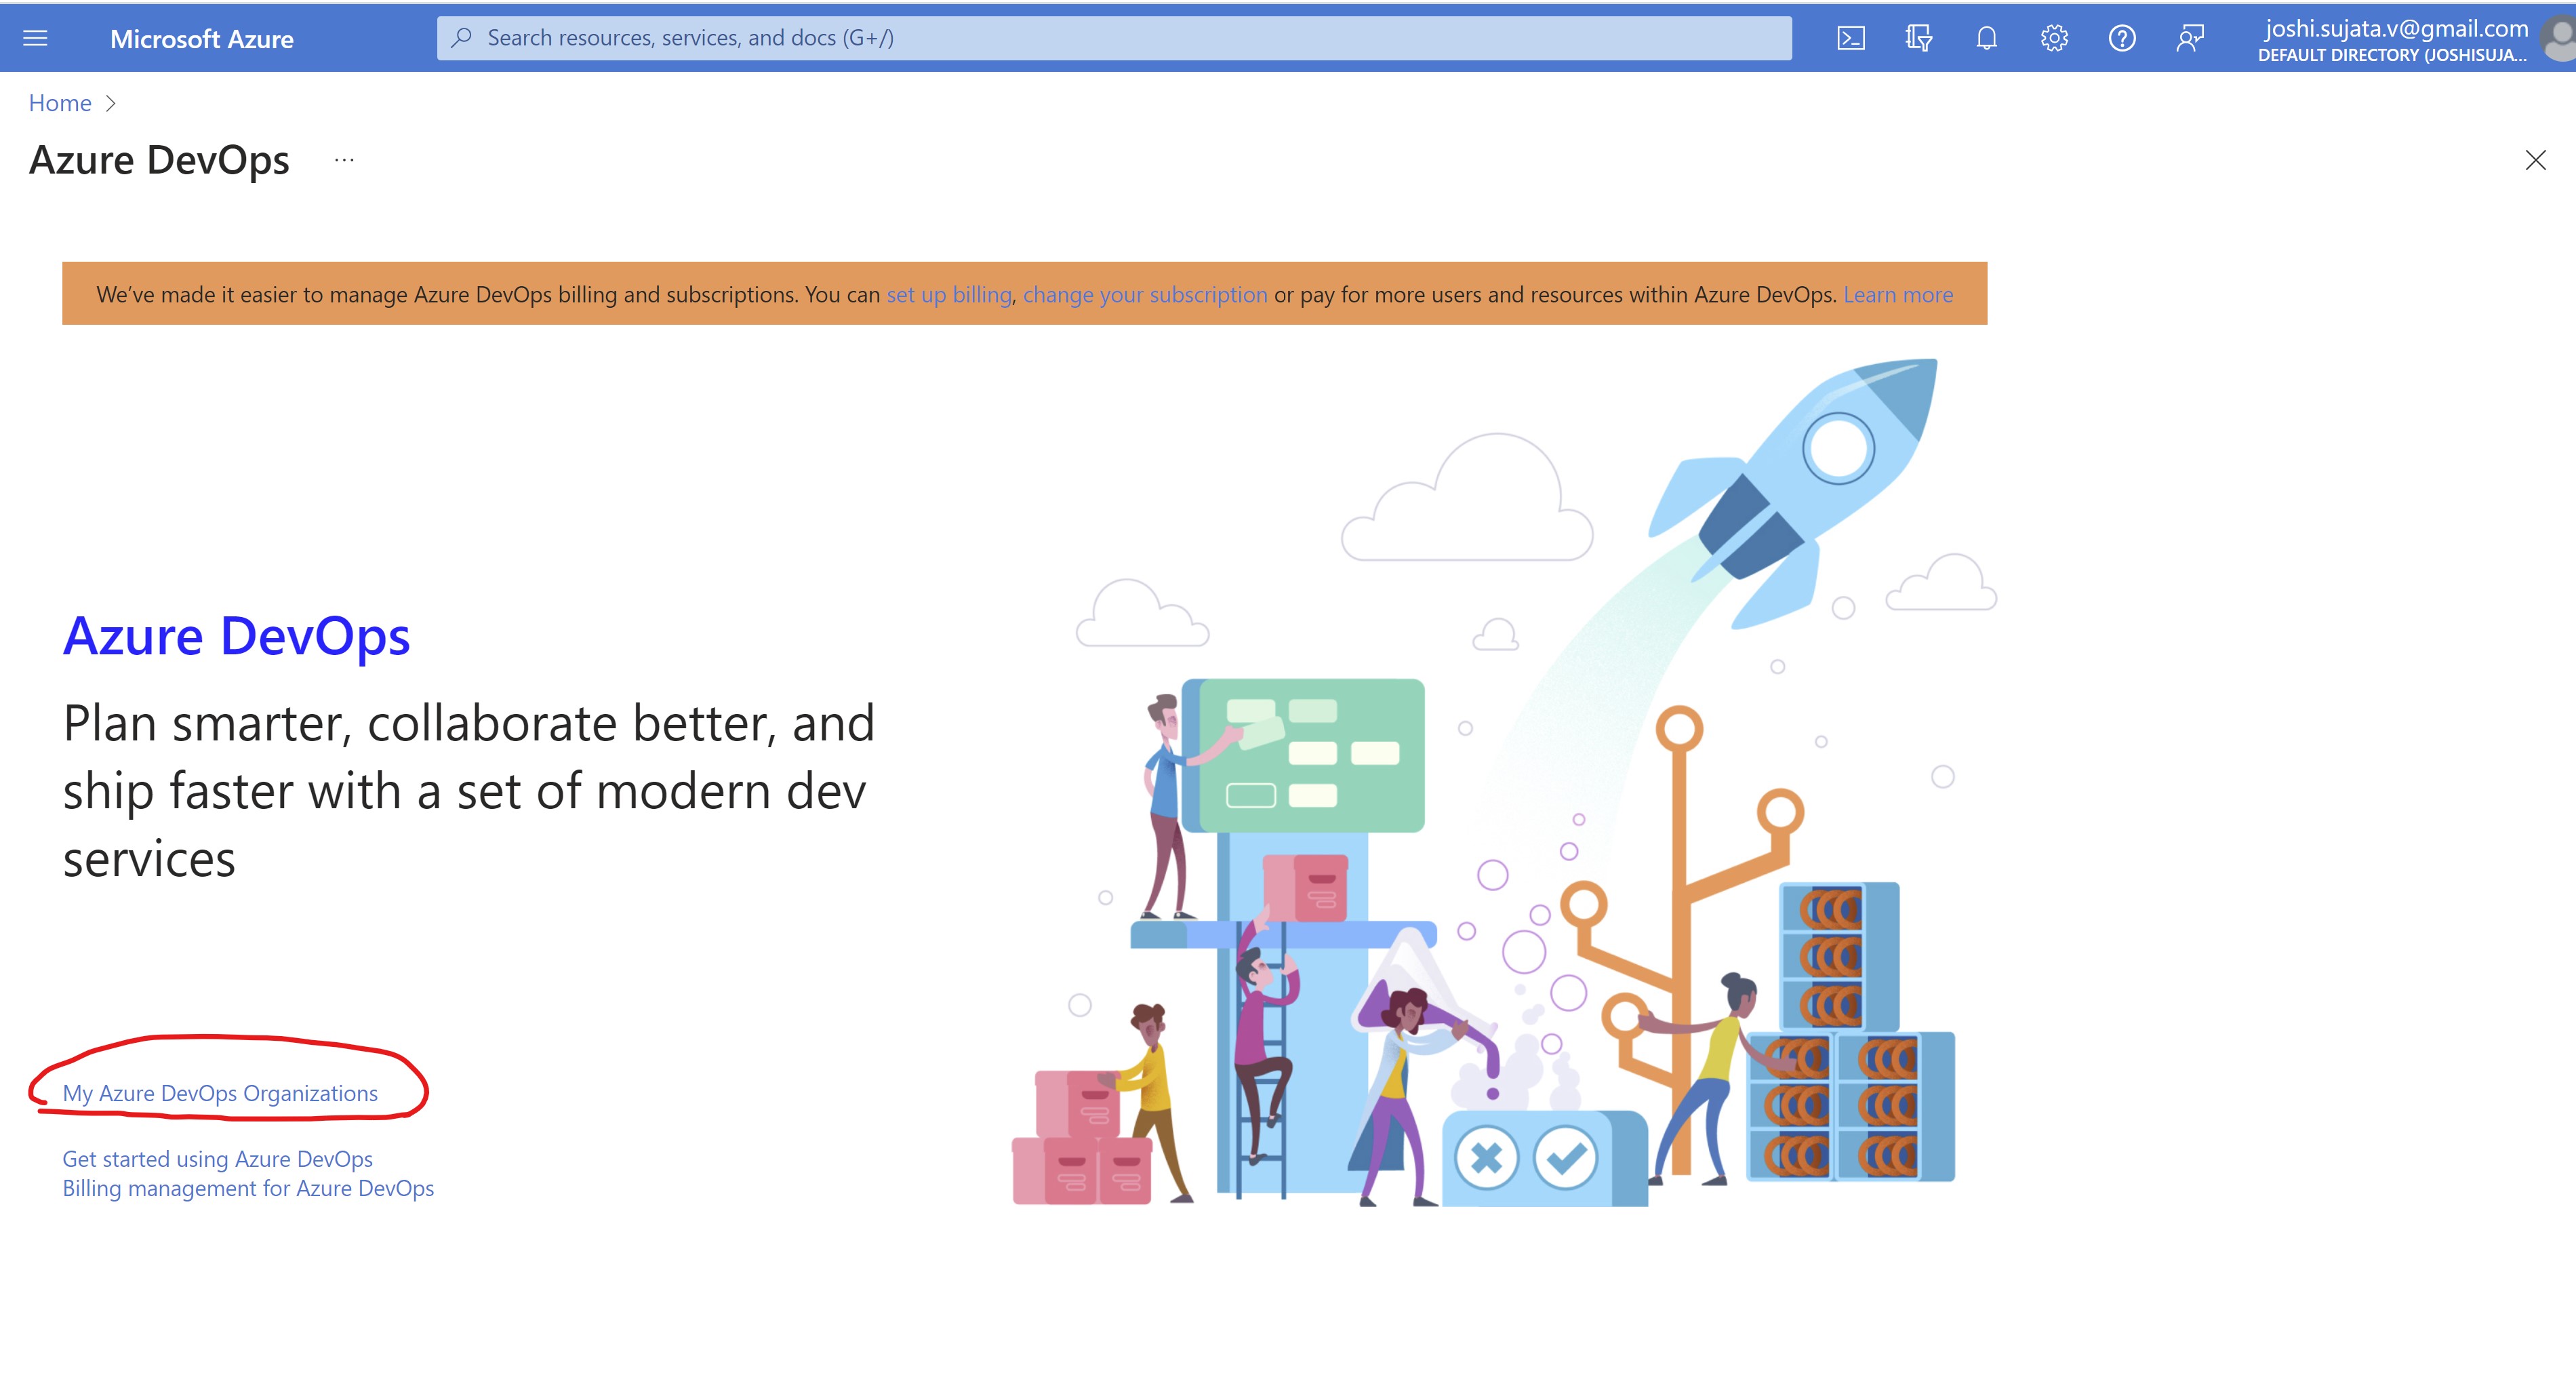 Microsoft Azure
Search resources, services, and docs (G+/)
joshi.sujata.v@gmail.com
DEFAULT DIRECTORY (JOSHISUJA...
Home
Azure DevOps
...
We've made it easier to manage Azure DevOps billing and subscriptions. You can set up billing, change your subscription or pay for more users and resources within Azure DevOps. Learn more
Azure DevOps
Plan smarter, collaborate better, and
ship faster with a set of modern dev
services
My Azure DevOps Organizations
Get started using Azure DevOps
Billing management for Azure DevOps